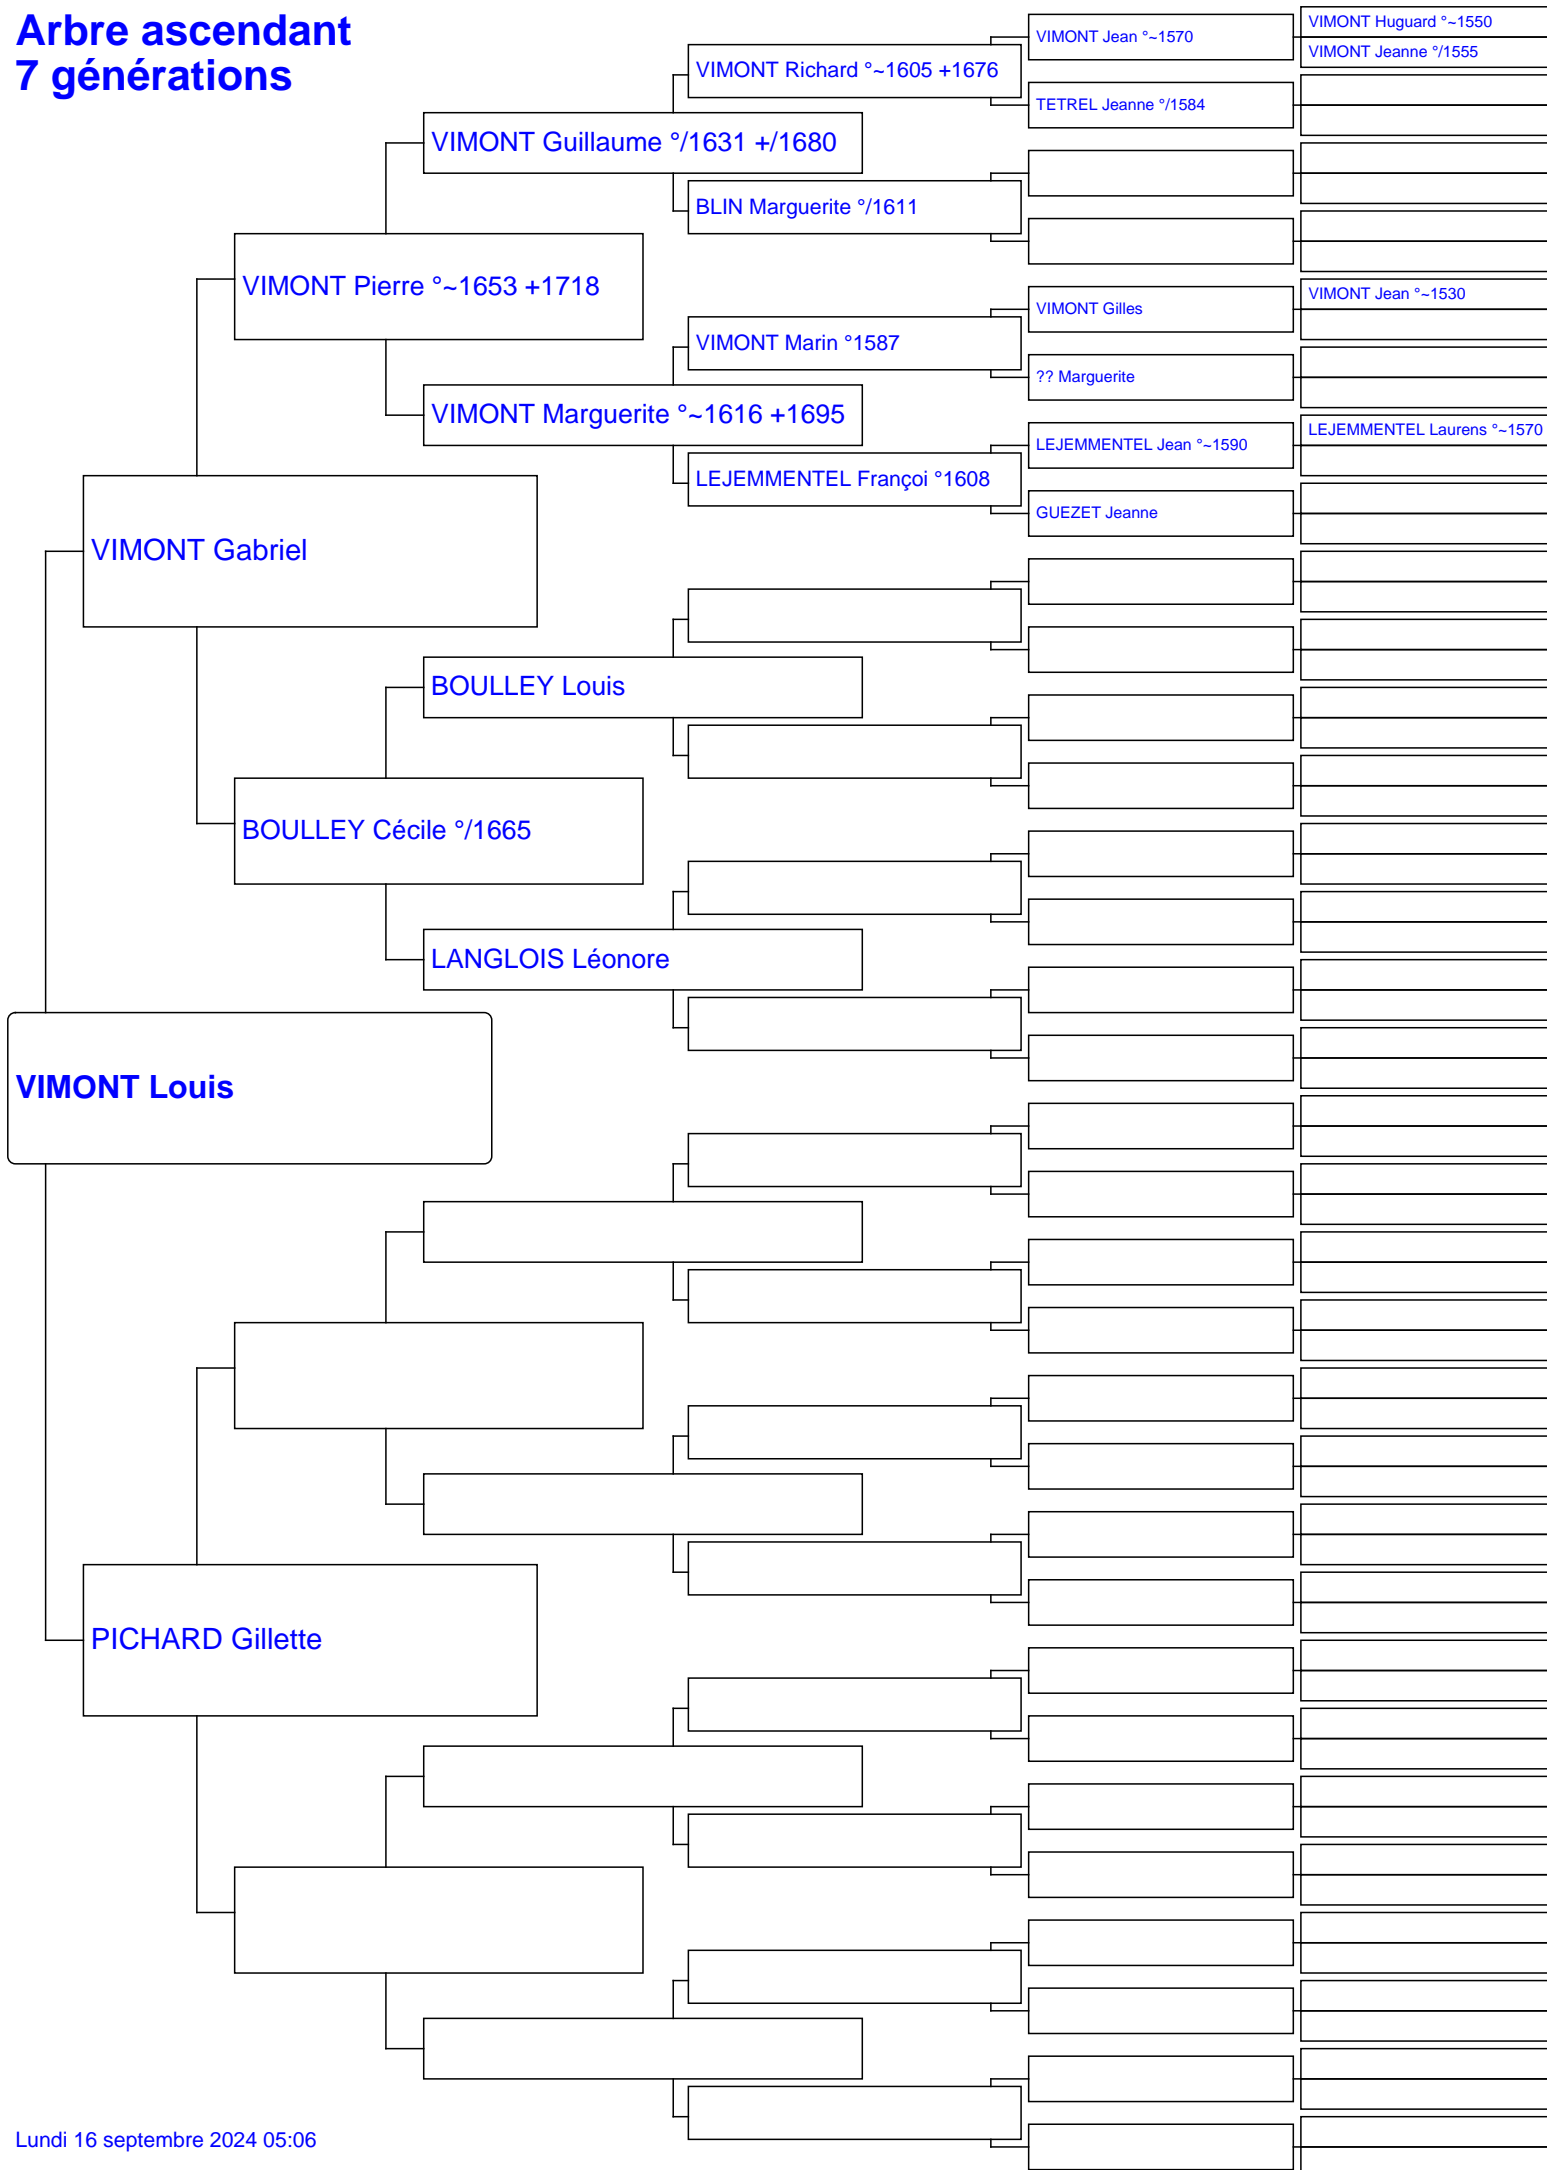 Arbre ascendant
7 générations
VIMONT Louis
VIMONT Gabriel
PICHARD Gillette
VIMONT Pierre °~1653 +1718
BOULLEY Cécile °/1665
VIMONT Guillaume °/1631 +/1680
VIMONT Marguerite °~1616 +1695
BOULLEY Louis
LANGLOIS Léonore
VIMONT Richard °~1605 +1676
BLIN Marguerite °/1611
VIMONT Marin °1587
LEJEMMENTEL Françoi °1608
VIMONT Jean °~1570
TETREL Jeanne °/1584
VIMONT Gilles
?? Marguerite
LEJEMMENTEL Jean °~1590
GUEZET Jeanne
VIMONT Huguard °~1550
VIMONT Jeanne °/1555
VIMONT Jean °~1530
LEJEMMENTEL Laurens °~1570
Lundi 16 septembre 2024 05:06